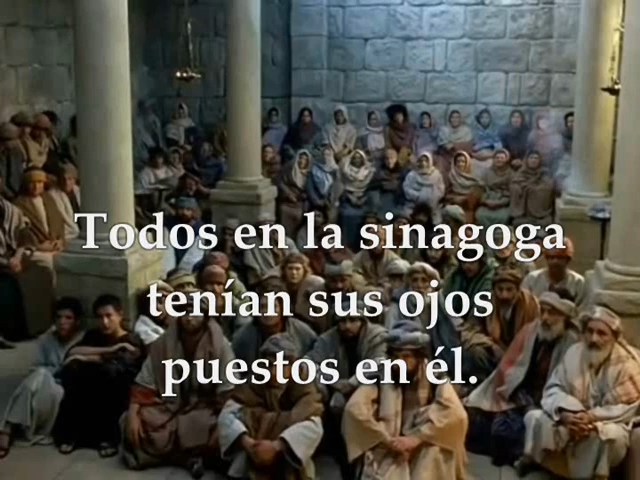 Todos en la sinagoga
tenían sus ojos
puestos en él.